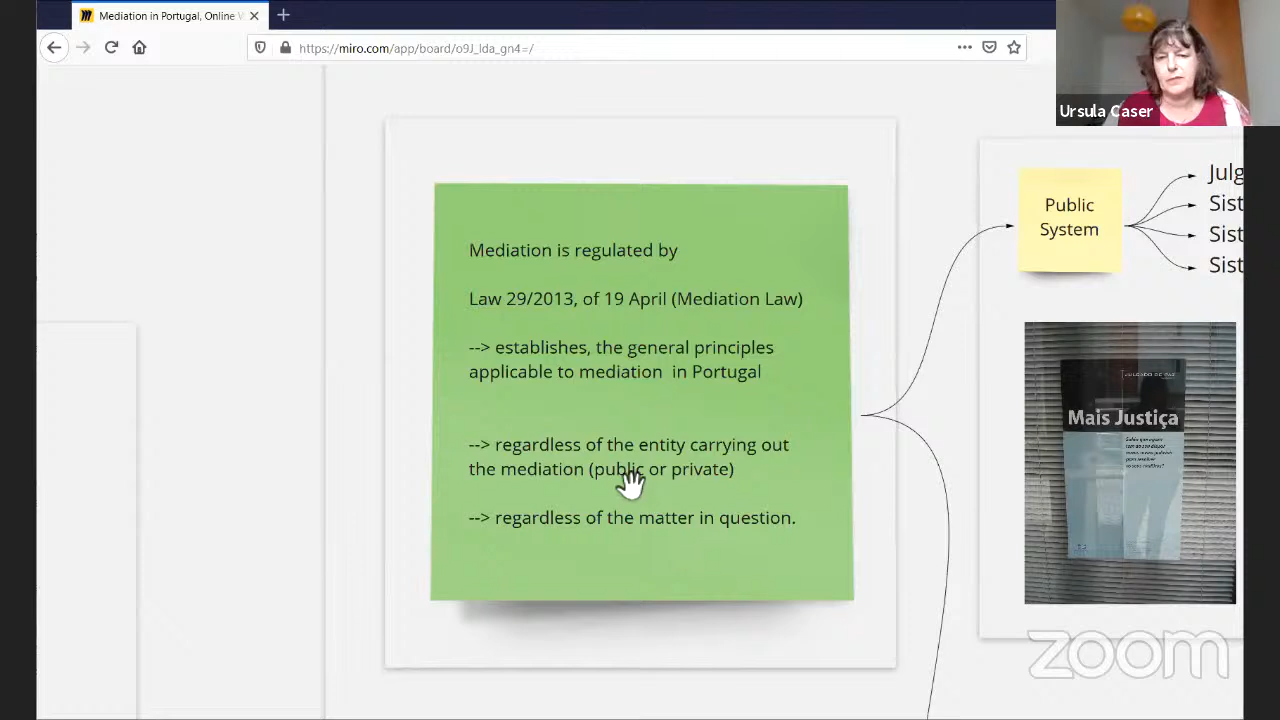 Mediation in Portugal, Online
https://miro.com/app/board/o9J_lda_gn4=/
Ursula Caser
Mediation is regulated by
Law 29/2013, of 19 April (Mediation Law)
--> establishes, the general principles
applicable to mediation in Portugal
--> regardless of the entity carrying out
the mediation (public or private)
--> regardless of the matter in question.
Public
System
Julg
Sist
Sist
Sist
JULGADO DE PAZ
Mais Justiça
zoom